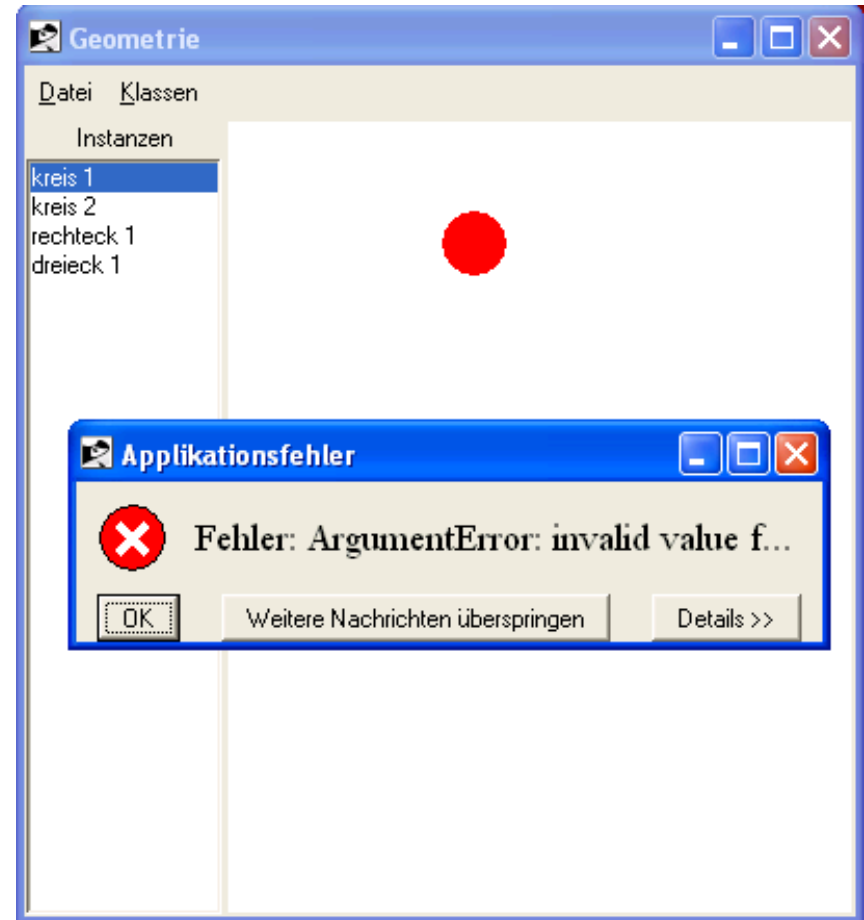 Geometrie
Datei Klassen
Instanzen
kreis 1
kreis 2
rechteck 1
dreieck 1
Applikationsfehler
Fehler: ArgumentError: invalid value f...
OK Weitere Nachrichten überspringen Details >>